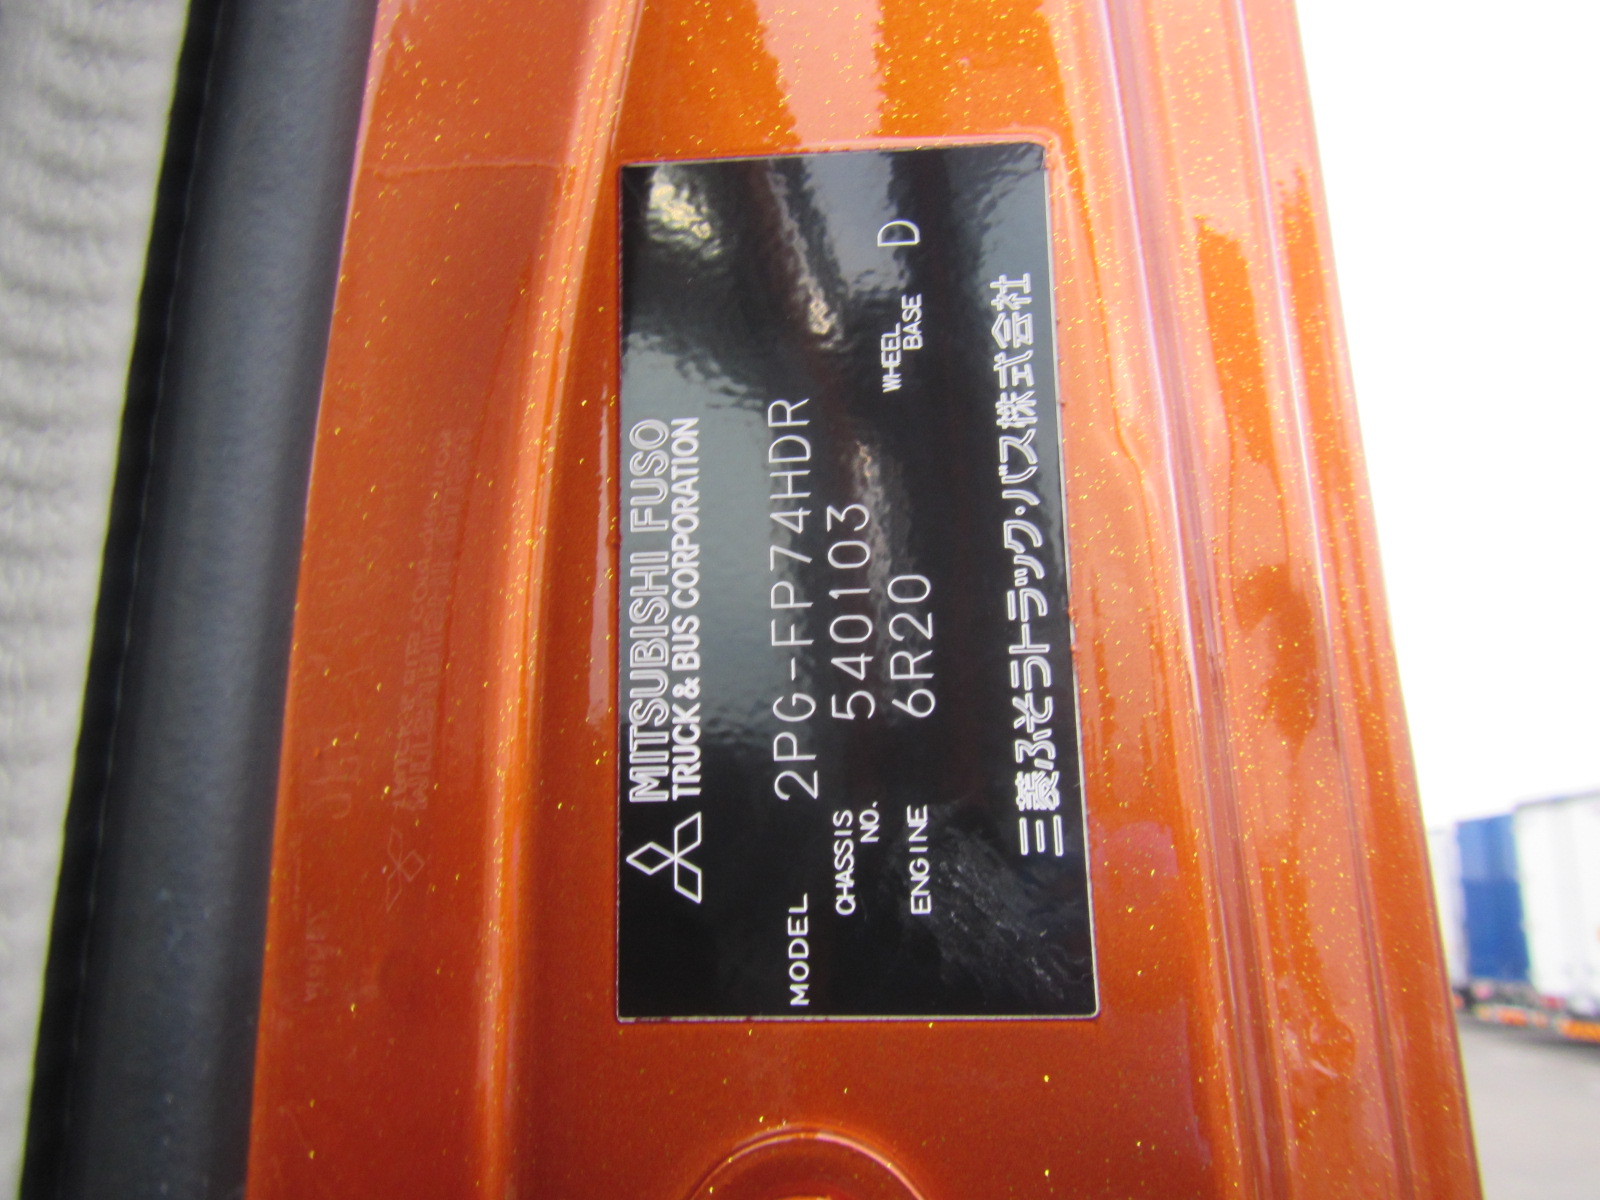 MITSUBISHI FUSO
TRUCK & BUS CORPORATION
MODEL 2PG-FP74HDR
CHASSIS NO. 540103
ENGINE 6R20 WHEEL BASE D
三菱ふそうトラック・バス株式会社